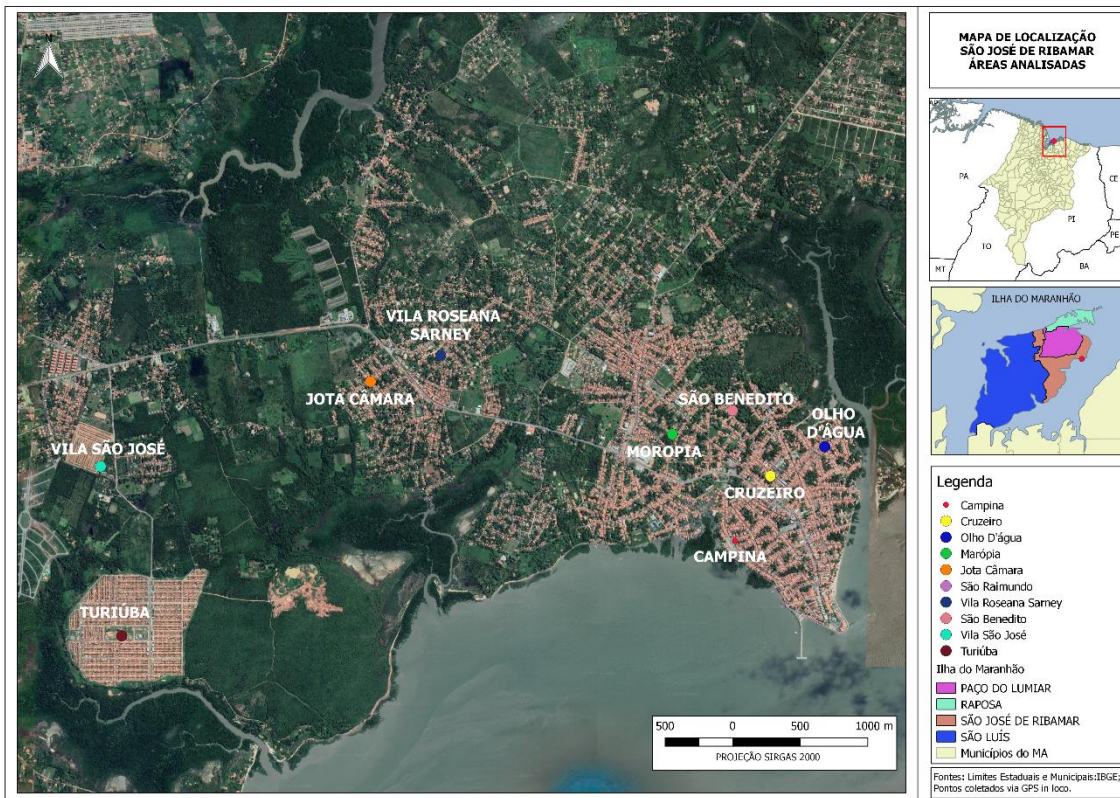 N
VILA ROSEANA
SARNEY
JOTA CÂMARA
SÃO BENEDITO
OLHO
D'ÁGUA
VILA SÃO JOSÉ
MOROPIA
CRUZEIRO
CAMPINA
TURIÚBA
500 0 500 1000 m
PROJEÇÃO SIRGAS 2000
MAPA DE LOCALIZAÇÃO
SÃO JOSÉ DE RIBAMAR
ÁREAS ANALISADAS
PA
CE
PI
TO
PE
MT
BA
ILHA DO MARANHÃO
Legenda
Campina
Cruzeiro
Olho D'água
Marópia
Jota Câmara
São Raimundo
Vila Roseana Sarney
São Benedito
Vila São José
Turiúba
Ilha do Maranhão
PAÇO DO LUMIAR
RAPOSA
SÃO JOSÉ DE RIBAMAR
SÃO LUÍS
Municípios do MA
Fontes: Limites Estaduais e Municipais:IBGE;
Pontos coletados via GPS in loco.